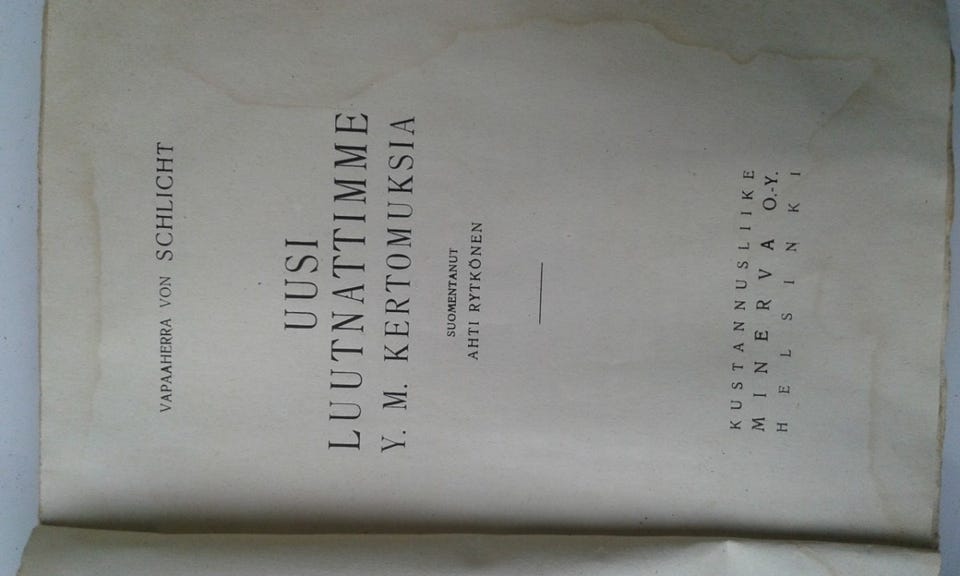 VAPAAHERRA VON SCHLICHT
UUSI
LUUTNATTIMME
Y. M. KERTOMUKSIA
SUOMENTANUT
AHTI RYTKÖNEN
KUSTANNUSLIIKE
MINERVA O.-Y.
HELSINKI